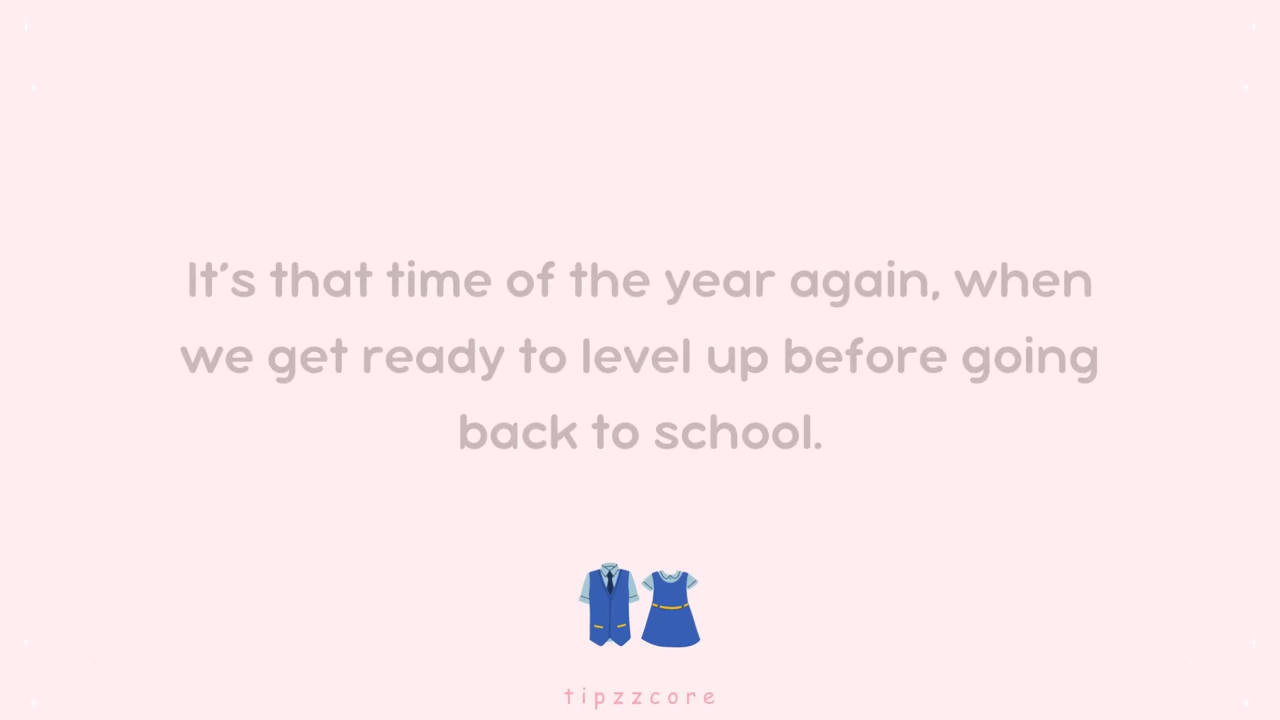 It's that time of the year again, when
we get ready to level up before going
back to school.
tipzzcore